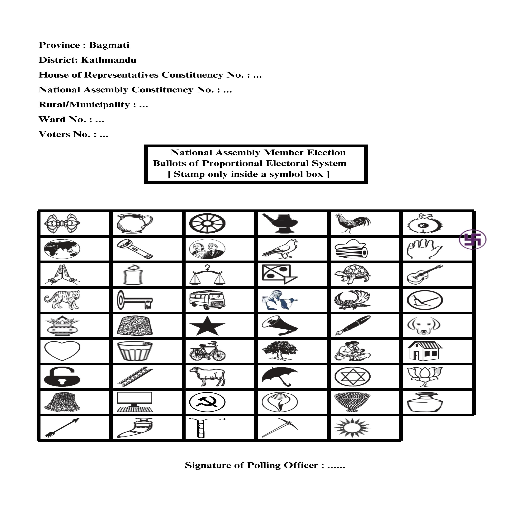 Province : Bagmati
District: Kathmandu
House of Representatives Constituency No. : ...
National Assembly Constituency No. : ...
Rural/Municipality : ...
Ward No. : ...
Voters No. : ...
National Assembly Member Election
Ballots of Proportional Electoral System
[ Stamp only inside a symbol box ]
Signature of Polling Officer : ......